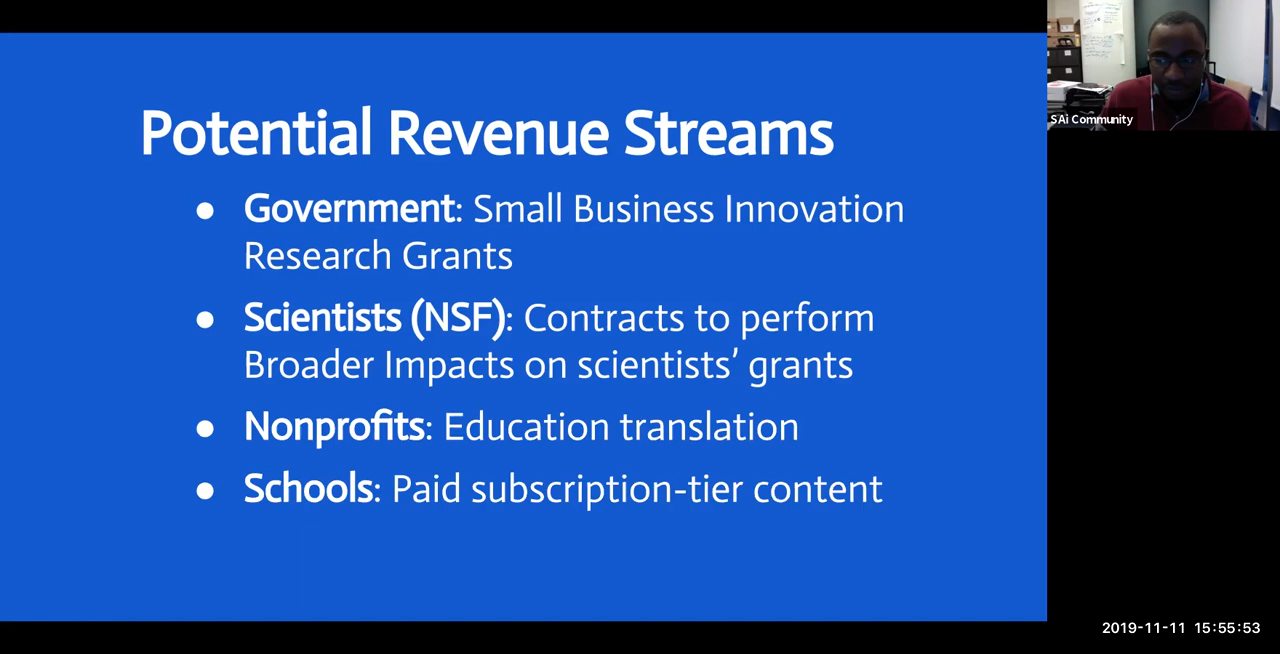 Potential Revenue Streams
● Government: Small Business Innovation
Research Grants
● Scientists (NSF): Contracts to perform
Broader Impacts on scientists’ grants
● Nonprofits: Education translation
● Schools: Paid subscription-tier content
SAi Community
2019-11-11 15:55:53